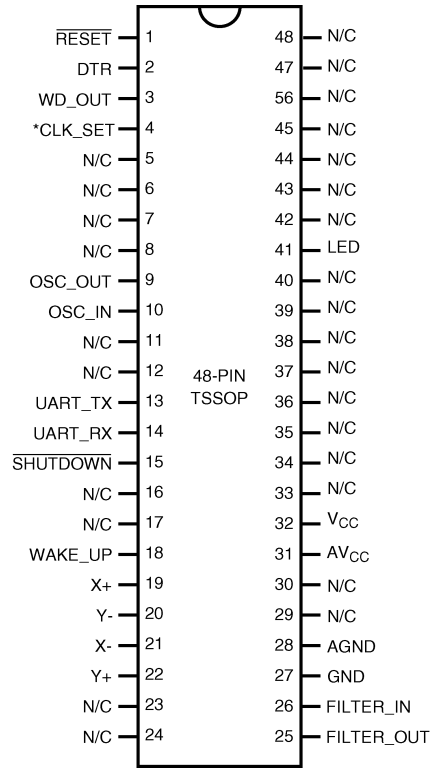 RESET 1 48 N/C
DTR 2 47 N/C
WD_OUT 3 56 N/C
*CLK_SET 4 45 N/C
N/C 5 44 N/C
N/C 6 43 N/C
N/C 7 42 N/C
N/C 8 41 LED
OSC_OUT 9 40 N/C
OSC_IN 10 39 N/C
N/C 11 38 N/C
N/C 12 37 N/C
48-PIN
TSSOP
UART_TX 13 36 N/C
UART_RX 14 35 N/C
SHUTDOWN 15 34 N/C
N/C 16 33 N/C
N/C 17 32 VCC
WAKE_UP 18 31 AVCC
X+ 19 30 N/C
Y- 20 29 N/C
X- 21 28 AGND
Y+ 22 27 GND
N/C 23 26 FILTER_IN
N/C 24 25 FILTER_OUT